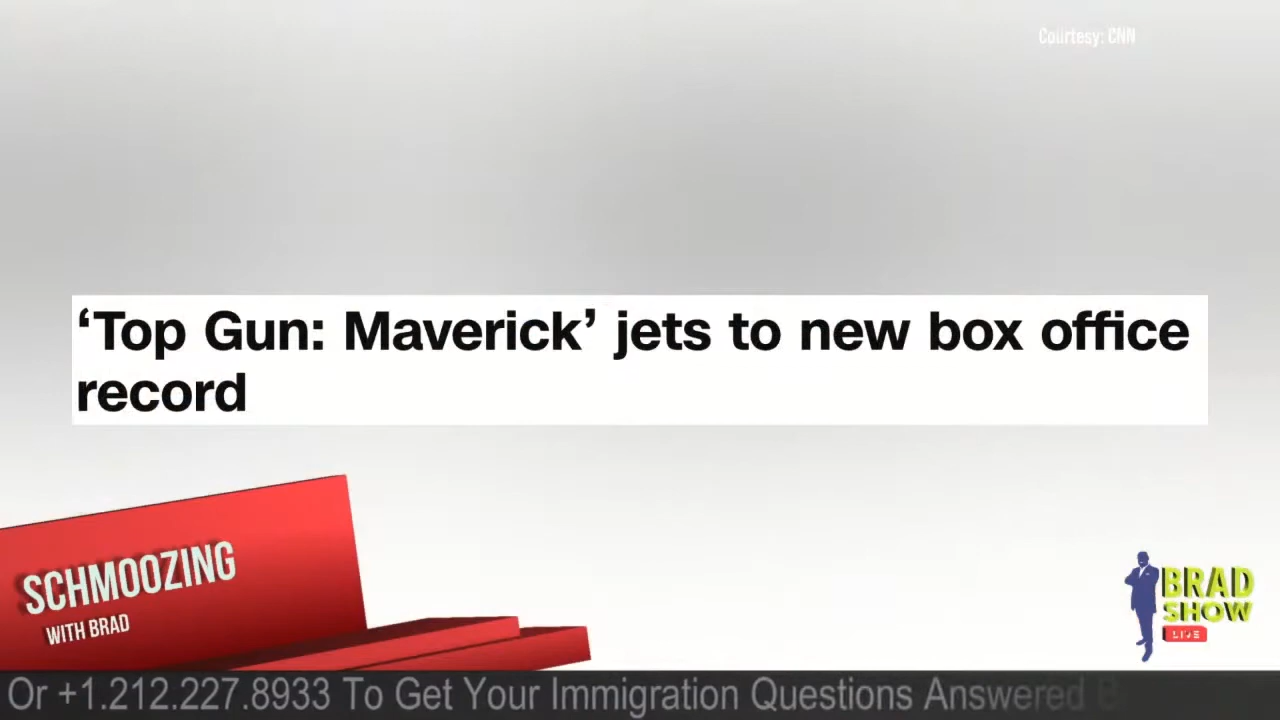 Courtesy: CNN
‘Top Gun: Maverick’ jets to new box office
record
SCHMOOZING
WITH BRAD
BRAD
SHOW
LIVE
Or +1.212.227.8933 To Get Your Immigration Questions Answered